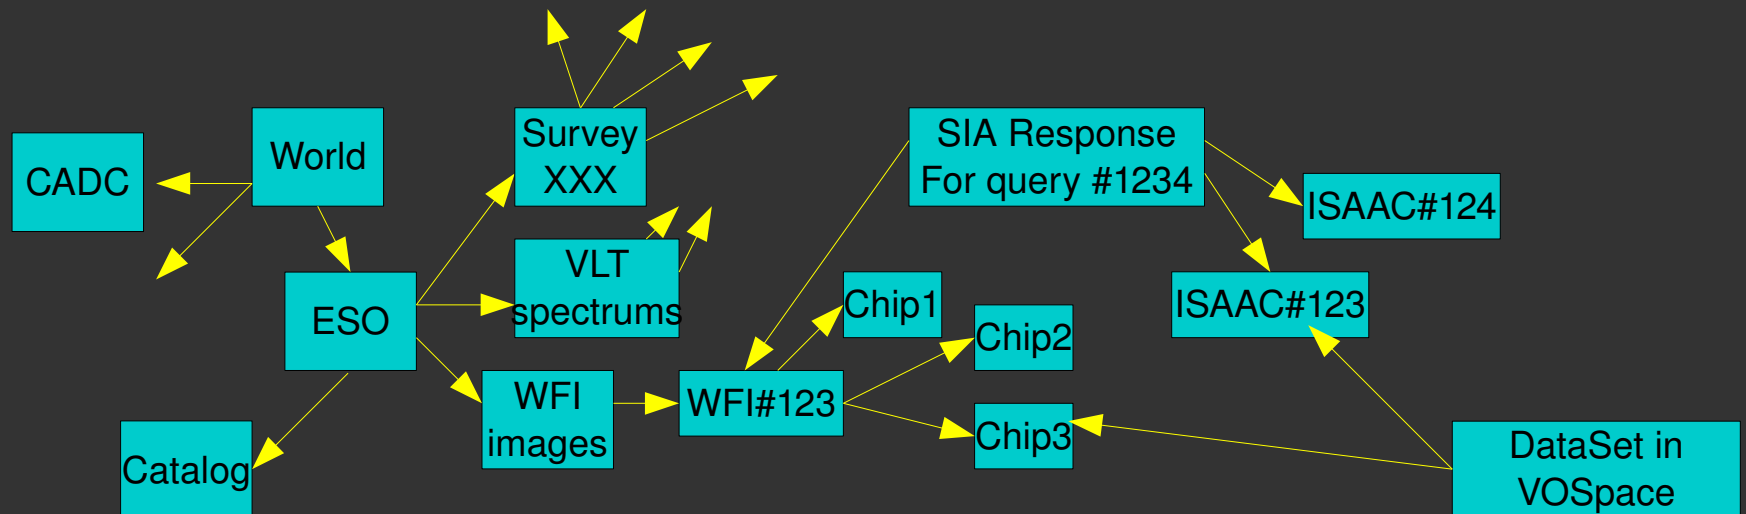 CADC
World
Survey
XXX
SIA Response
For query #1234
ISAAC#124
VLT
spectrums
ESO
Chip1
Chip2
ISAAC#123
WFI
images
WFI#123
Chip3
Catalog
DataSet in
VOSpace